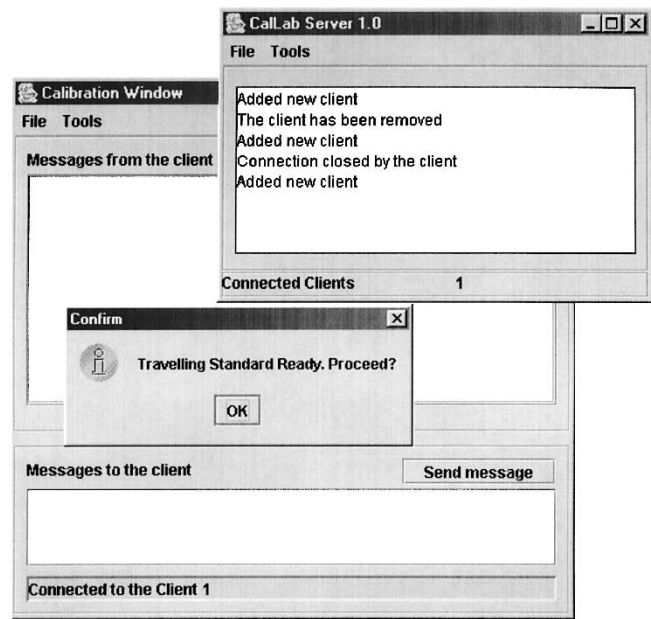 CalLab Server 1.0
File Tools
Added new client
The client has been removed
Added new client
Connection closed by the client
Added new client
Connected Clients 1
Calibration Window
File Tools
Messages from the client
Confirm
Travelling Standard Ready. Proceed?
OK
Messages to the client
Send message
Connected to the Client 1